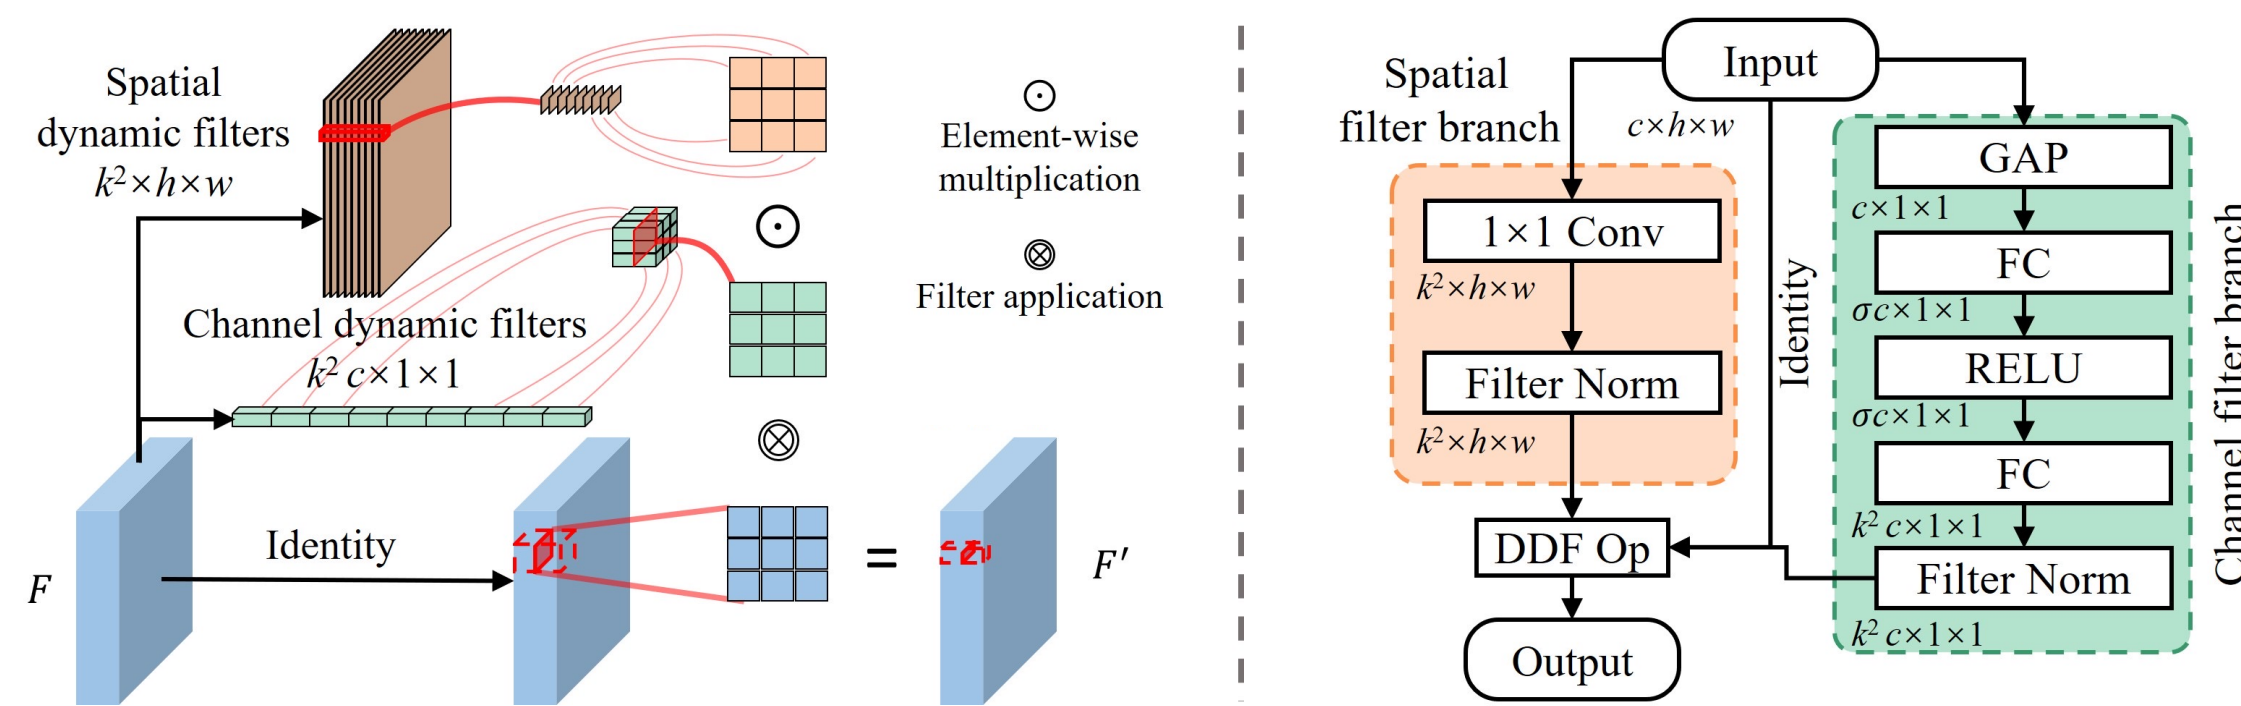 Spatial
dynamic filters
k²×h×w
Channel dynamic filters
k² c×1×1
Element-wise
multiplication
Filter application
F
Identity
=
F′
Spatial
filter branch
Input
c×h×w
1×1 Conv
k²×h×w
Filter Norm
k²×h×w
DDF Op
Output
Identity
GAP
c×1×1
FC
σc×1×1
RELU
σc×1×1
FC
k² c×1×1
Filter Norm
k² c×1×1
Channel filter branch